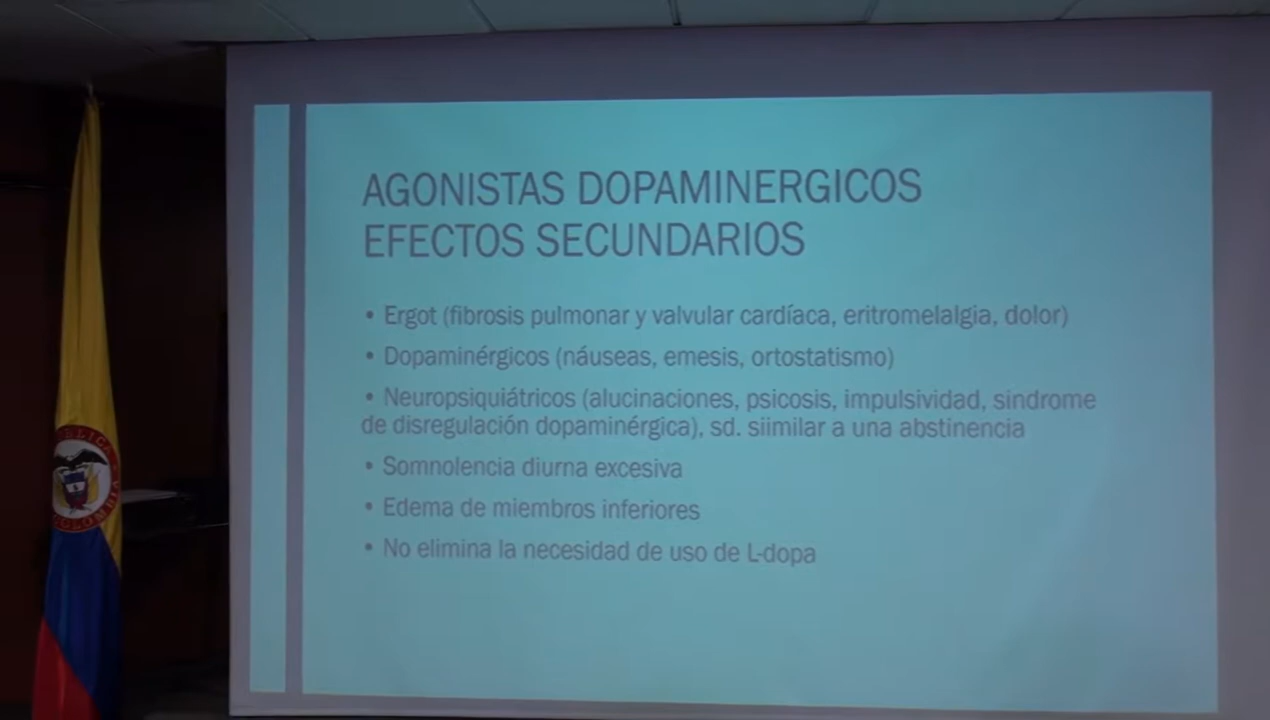 AGONISTAS DOPAMINERGICOS
EFECTOS SECUNDARIOS
• Ergot (fibrosis pulmonar y valvular cardíaca, eritromelalgia, dolor)
• Dopaminérgicos (náuseas, emesis, ortostatismo)
• Neuropsiquiátricos (alucinaciones, psicosis, impulsividad, sindrome
de disregulación dopaminérgica), sd. siimilar a una abstinencia
• Somnolencia diurna excesiva
• Edema de miembros inferiores
• No elimina la necesidad de uso de L-dopa